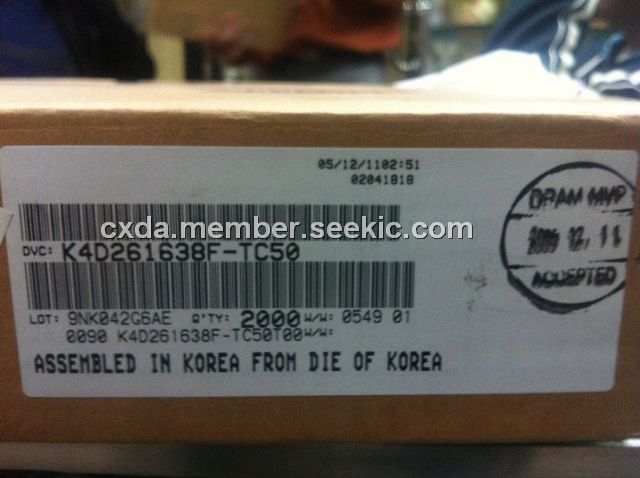 05/12/1102:51
02041818
cxda.member.seekic.com
DVC: K4D261638F-TC50
LOT: 9NK042G6AE Q'TY: 2000 W/W: 0549 01
0090 K4D261638F-TC50T00 W/W:
ASSEMBLED IN KOREA FROM DIE OF KOREA
DRAM MVP
12. 11
ACCEPTED